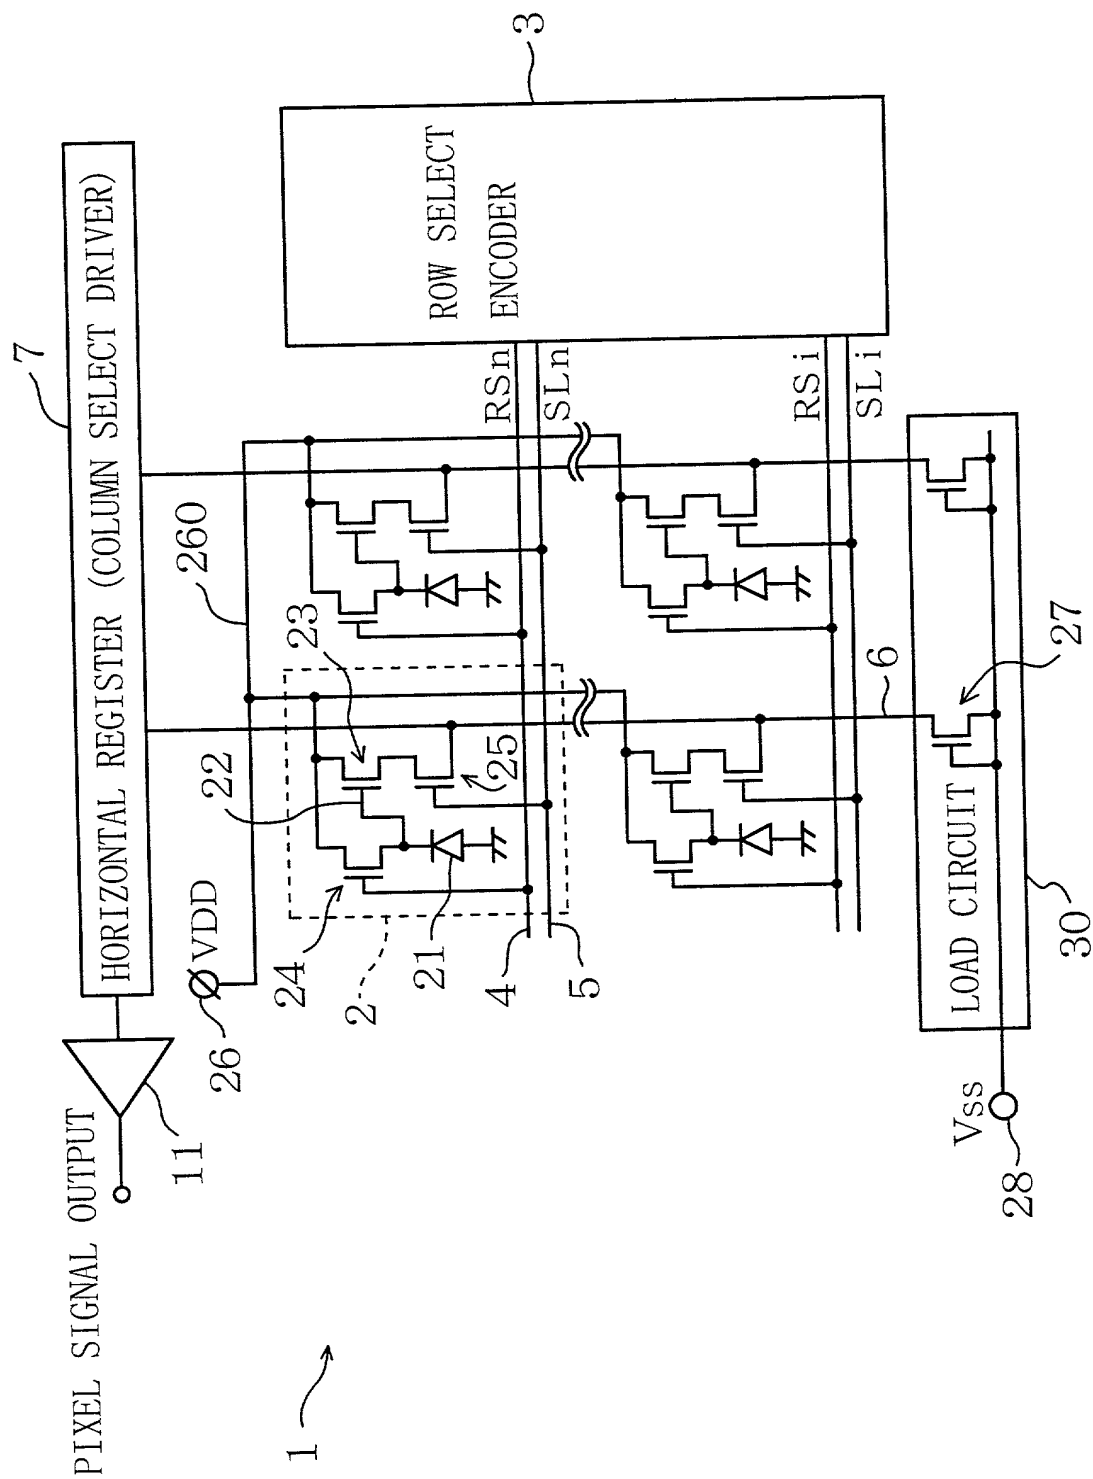 PIXEL SIGNAL OUTPUT
11
7
HORIZONTAL REGISTER (COLUMN SELECT DRIVER)
26
VDD
22
260
24
23
2
21
25
4
5
RSn
SLn
3
ROW SELECT
ENCODER
RSi
SLi
6
27
LOAD CIRCUIT
30
Vss
28
1